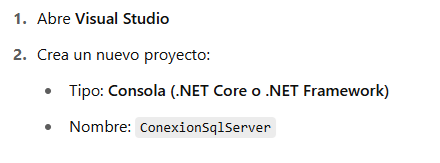 1. Abre Visual Studio
2. Crea un nuevo proyecto:
• Tipo: Consola (.NET Core o .NET Framework)
• Nombre: ConexionSqlServer